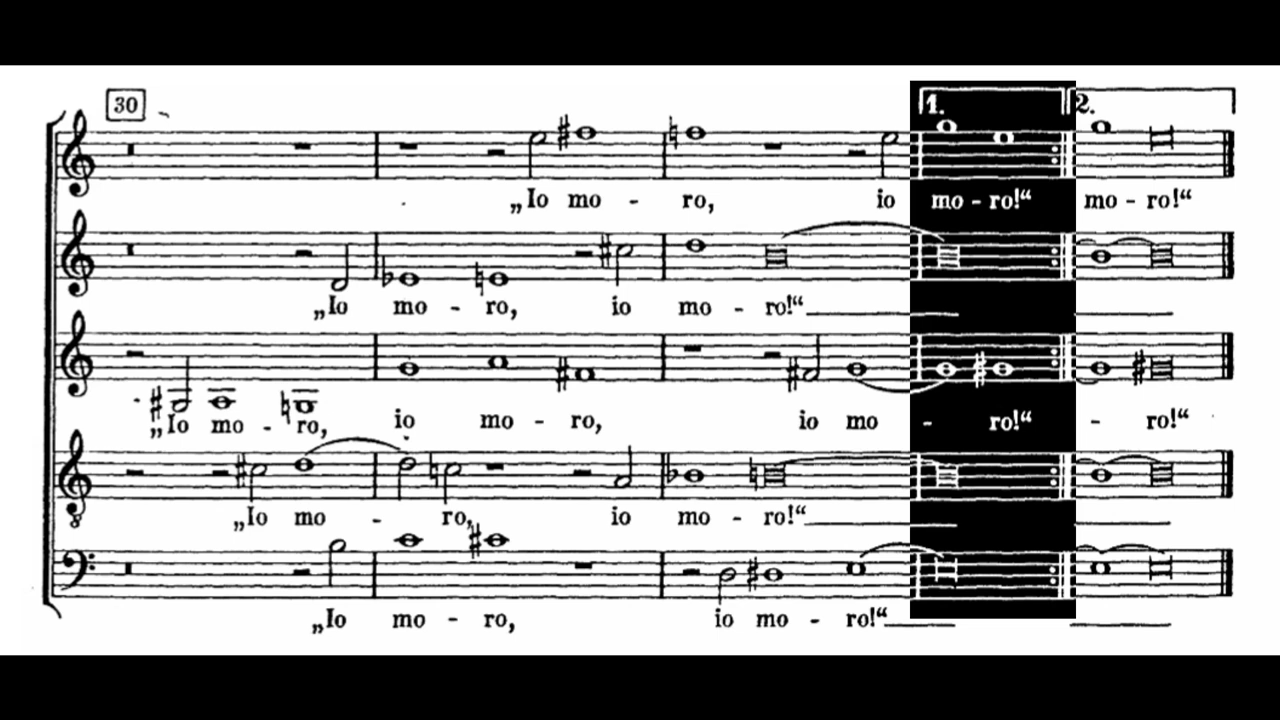 30
1. 2.
„Io mo - ro, io mo - ro!“ mo - ro!“
„Io mo - ro, io mo - ro!“
„Io mo - ro, io mo - ro, io mo - ro!“ - ro!“
„Io mo - ro, io mo - ro!“
„Io mo - ro, io mo - ro!“